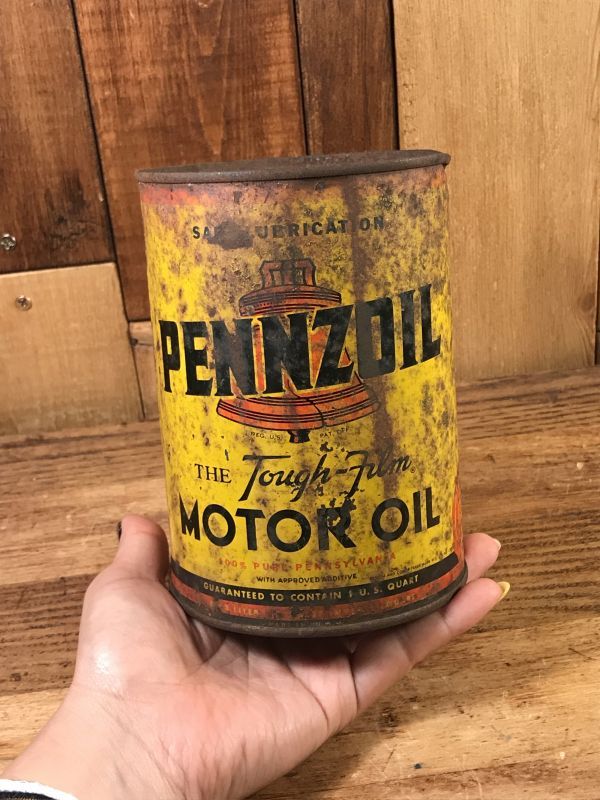 SAFE LUBRICATION
PENNZOIL
REG. U.S. PAT. OFF.
THE Tough-Film
MOTOR OIL
100% PURE PENNSYLVANIA
WITH APPROVED ADDITIVE
GUARANTEED TO CONTAIN 1 U.S. QUART